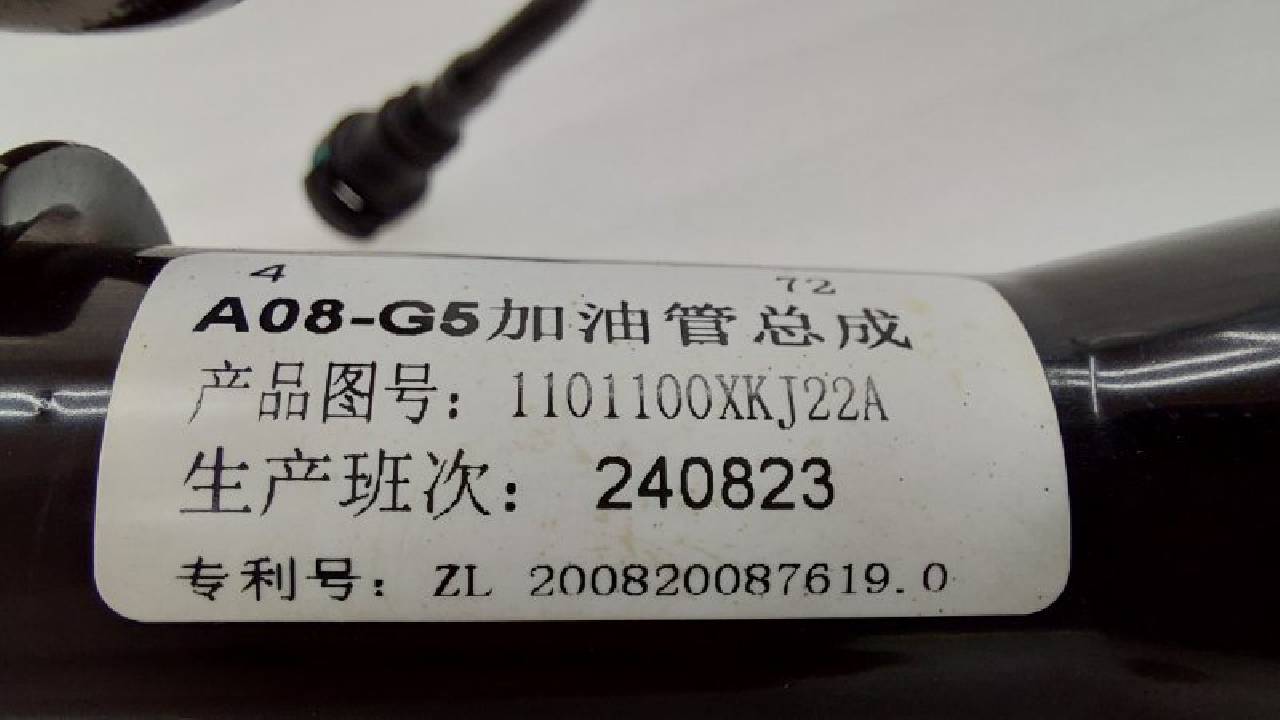 4 72
A08-G5加油管总成
产品图号：1101100XKJ22A
生产班次：240823
专利号：ZL 200820087619.0